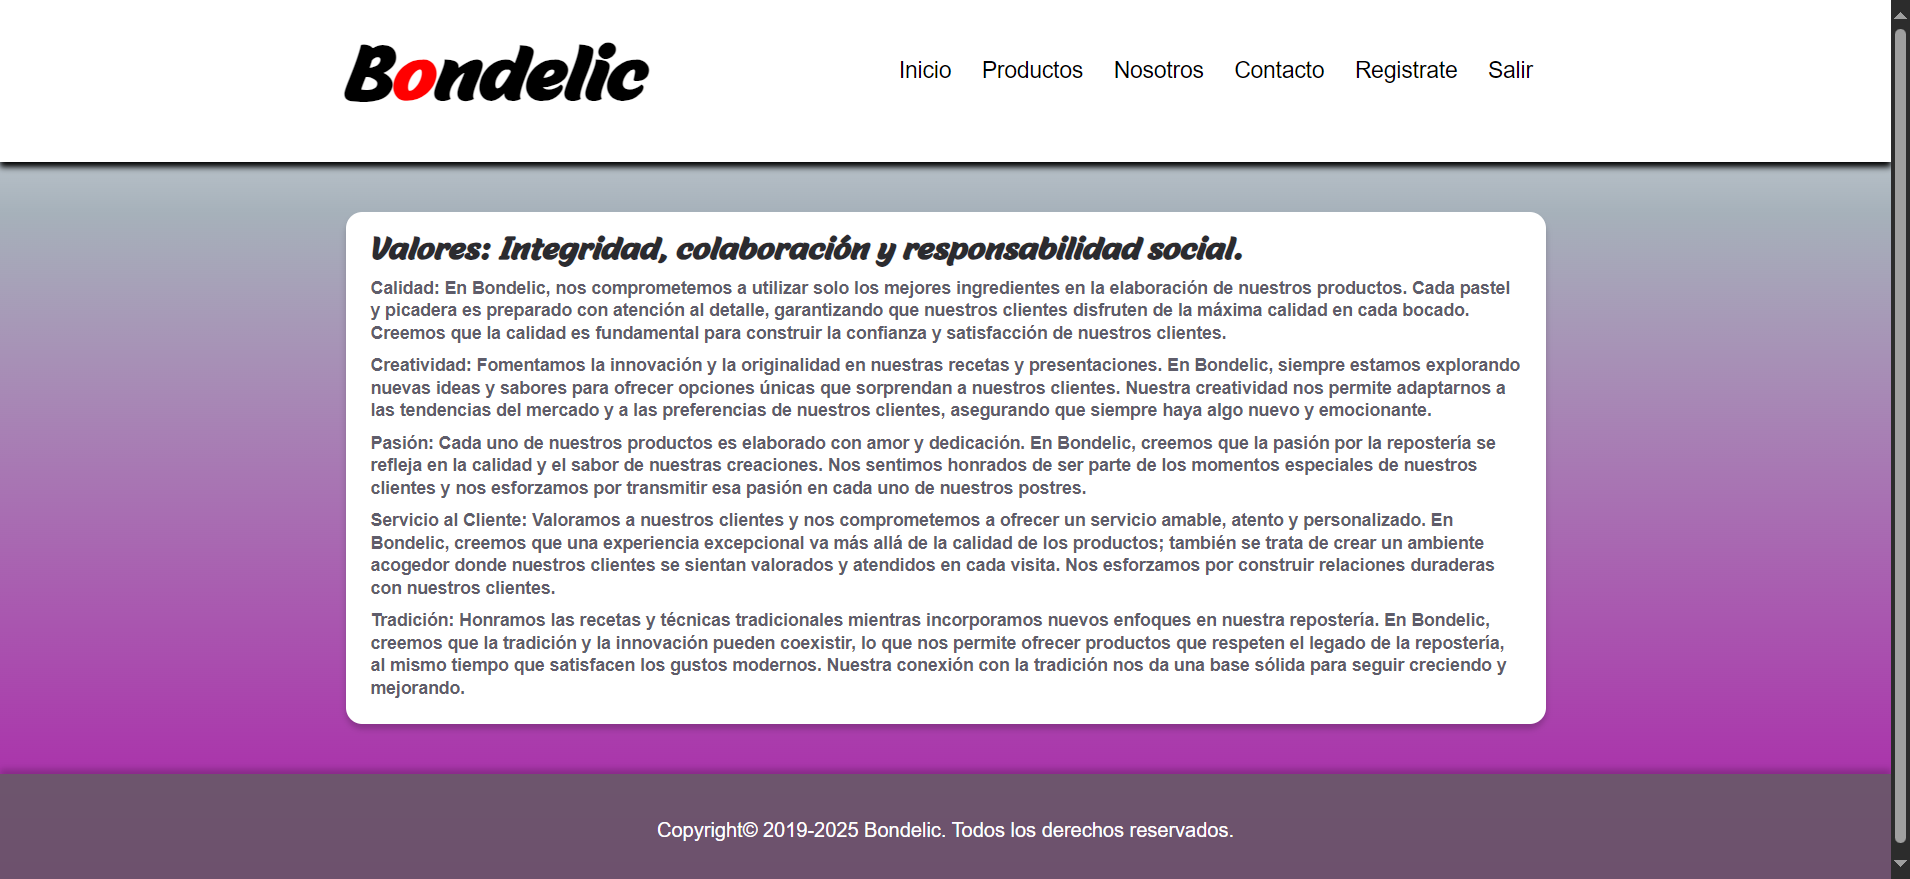 Bondelic
Inicio Productos Nosotros Contacto Registrate Salir
Valores: Integridad, colaboración y responsabilidad social.
Calidad: En Bondelic, nos comprometemos a utilizar solo los mejores ingredientes en la elaboración de nuestros productos. Cada pastel
y picadera es preparado con atención al detalle, garantizando que nuestros clientes disfruten de la máxima calidad en cada bocado.
Creemos que la calidad es fundamental para construir la confianza y satisfacción de nuestros clientes.
Creatividad: Fomentamos la innovación y la originalidad en nuestras recetas y presentaciones. En Bondelic, siempre estamos explorando
nuevas ideas y sabores para ofrecer opciones únicas que sorprendan a nuestros clientes. Nuestra creatividad nos permite adaptarnos a
las tendencias del mercado y a las preferencias de nuestros clientes, asegurando que siempre haya algo nuevo y emocionante.
Pasión: Cada uno de nuestros productos es elaborado con amor y dedicación. En Bondelic, creemos que la pasión por la repostería se
refleja en la calidad y el sabor de nuestras creaciones. Nos sentimos honrados de ser parte de los momentos especiales de nuestros
clientes y nos esforzamos por transmitir esa pasión en cada uno de nuestros postres.
Servicio al Cliente: Valoramos a nuestros clientes y nos comprometemos a ofrecer un servicio amable, atento y personalizado. En
Bondelic, creemos que una experiencia excepcional va más allá de la calidad de los productos; también se trata de crear un ambiente
acogedor donde nuestros clientes se sientan valorados y atendidos en cada visita. Nos esforzamos por construir relaciones duraderas
con nuestros clientes.
Tradición: Honramos las recetas y técnicas tradicionales mientras incorporamos nuevos enfoques en nuestra repostería. En Bondelic,
creemos que la tradición y la innovación pueden coexistir, lo que nos permite ofrecer productos que respeten el legado de la repostería,
al mismo tiempo que satisfacen los gustos modernos. Nuestra conexión con la tradición nos da una base sólida para seguir creciendo y
mejorando.
Copyright© 2019-2025 Bondelic. Todos los derechos reservados.